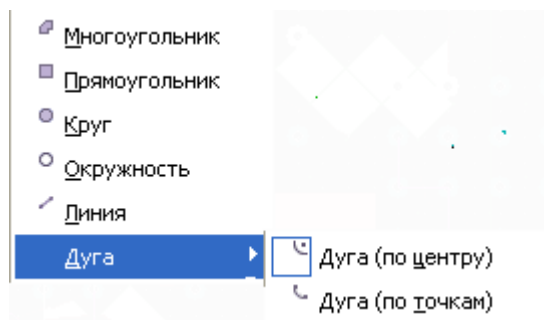 Многоугольник
Прямоугольник
Круг
Окружность
Линия
Дуга
Дуга (по центру)
Дуга (по точкам)